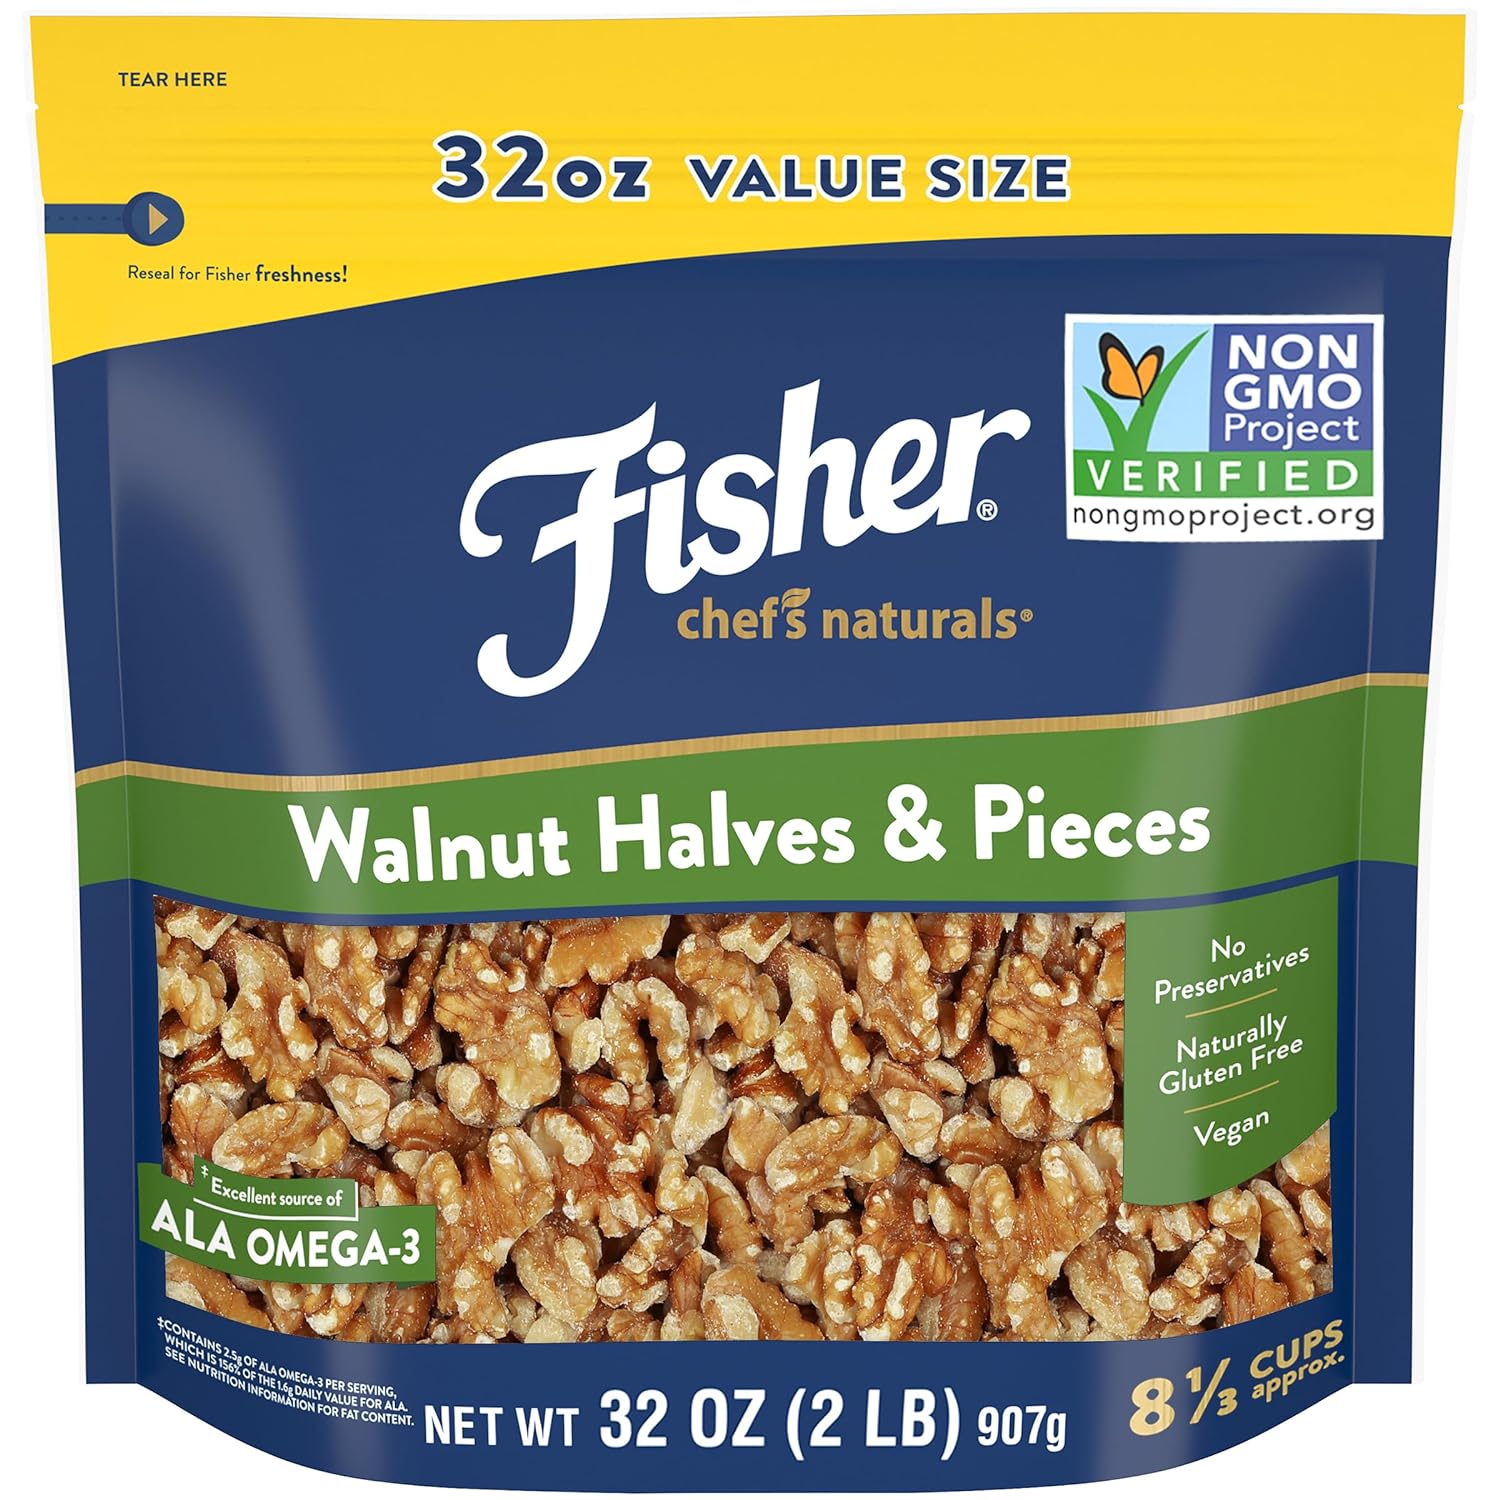 TEAR HERE
32oz VALUE SIZE
Reseal for Fisher freshness!
NON
GMO
Project
VERIFIED
nongmoproject.org
Fisher®
chef's naturals®
Walnut Halves & Pieces
No
Preservatives
Naturally
Gluten Free
Vegan
‡ Excellent source of
ALA OMEGA-3
‡CONTAINS 2.5g OF ALA OMEGA-3 PER SERVING,
WHICH IS 156% OF THE 1.6g DAILY VALUE FOR ALA.
SEE NUTRITION INFORMATION FOR FAT CONTENT.
NET WT 32 OZ (2 LB) 907g
8 1/3 CUPS
approx.